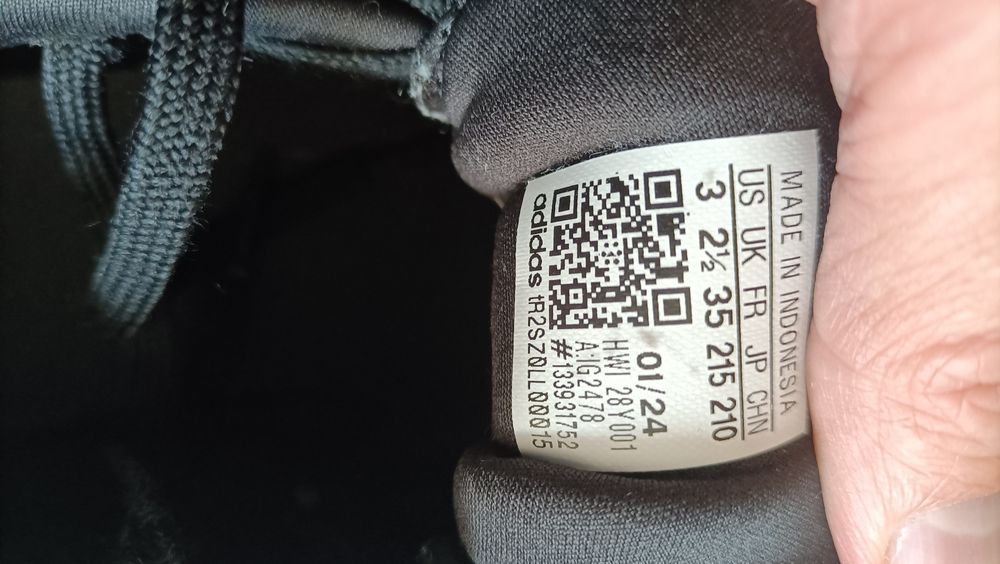 MADE IN INDONESIA
US UK FR JP CHN
3 2½ 35 215 210
01/24
HWI 28Y001
A:IG2478
#133931752
adidas tR2SZQLLQQQ15